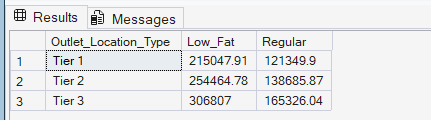 Results Messages
Outlet_Location_Type Low_Fat Regular
1 Tier 1 215047.91 121349.9
2 Tier 2 254464.78 138685.87
3 Tier 3 306807 165326.04